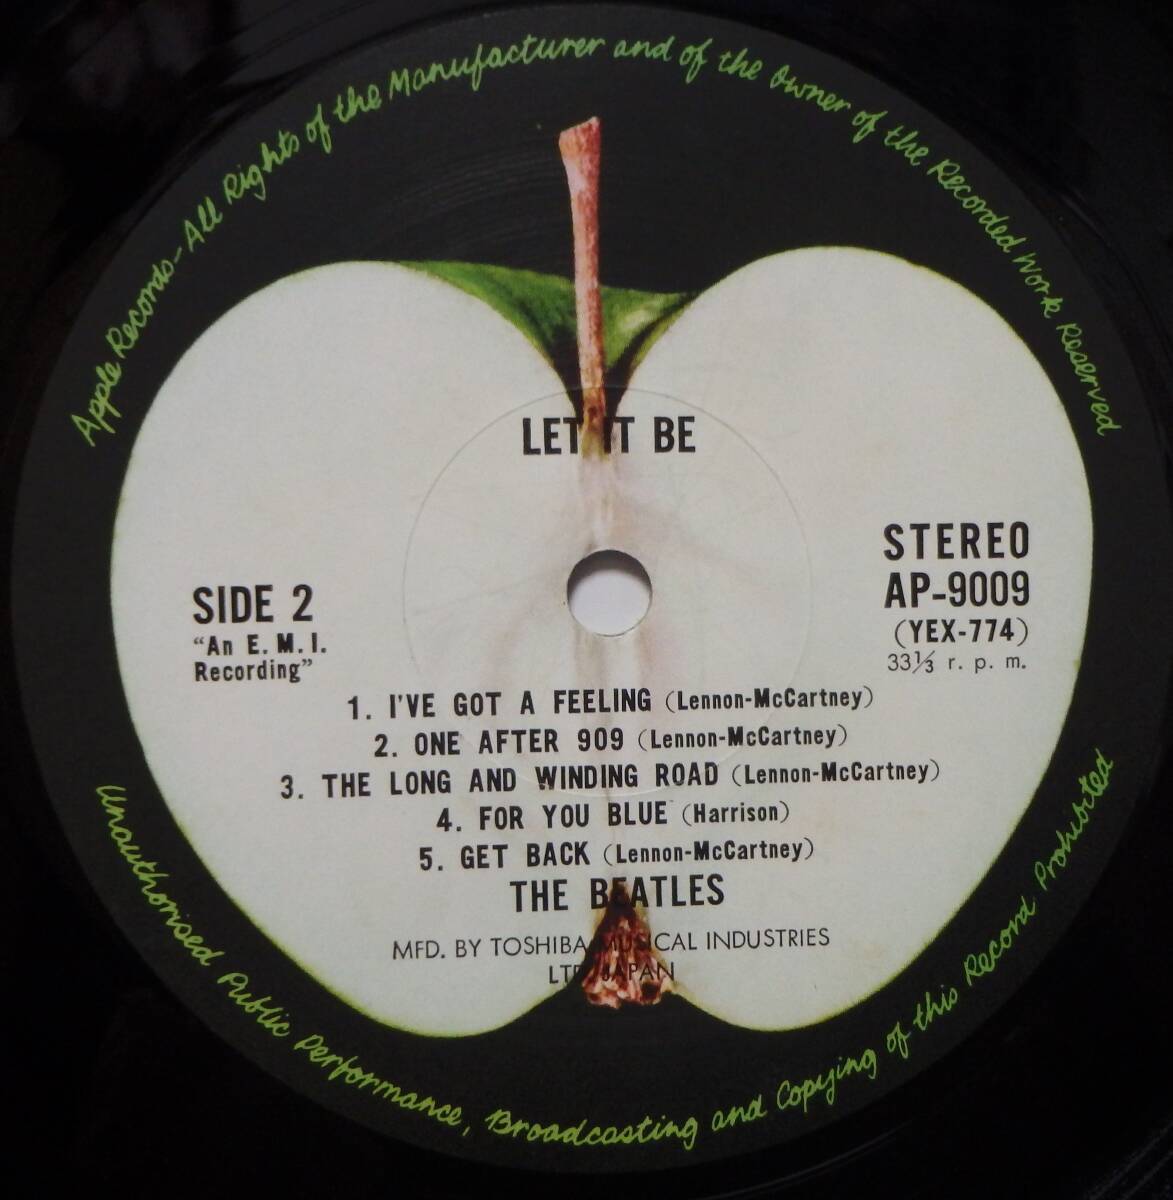 Apple Records-All Rights of the Manufacturer and of the Owner of the Recorded Work Reserved
LET IT BE
STEREO
AP-9009
(YEX-774)
33⅓ r. p. m.
SIDE 2
“An E. M. I.
Recording”
1. I'VE GOT A FEELING (Lennon-McCartney)
2. ONE AFTER 909 (Lennon-McCartney)
3. THE LONG AND WINDING ROAD (Lennon-McCartney)
4. FOR YOU BLUE (Harrison)
5. GET BACK (Lennon-McCartney)
THE BEATLES
MFD. BY TOSHIBA MUSICAL INDUSTRIES
LTD. JAPAN
Unauthorised Public Performance, Broadcasting and Copying of this Record Prohibited